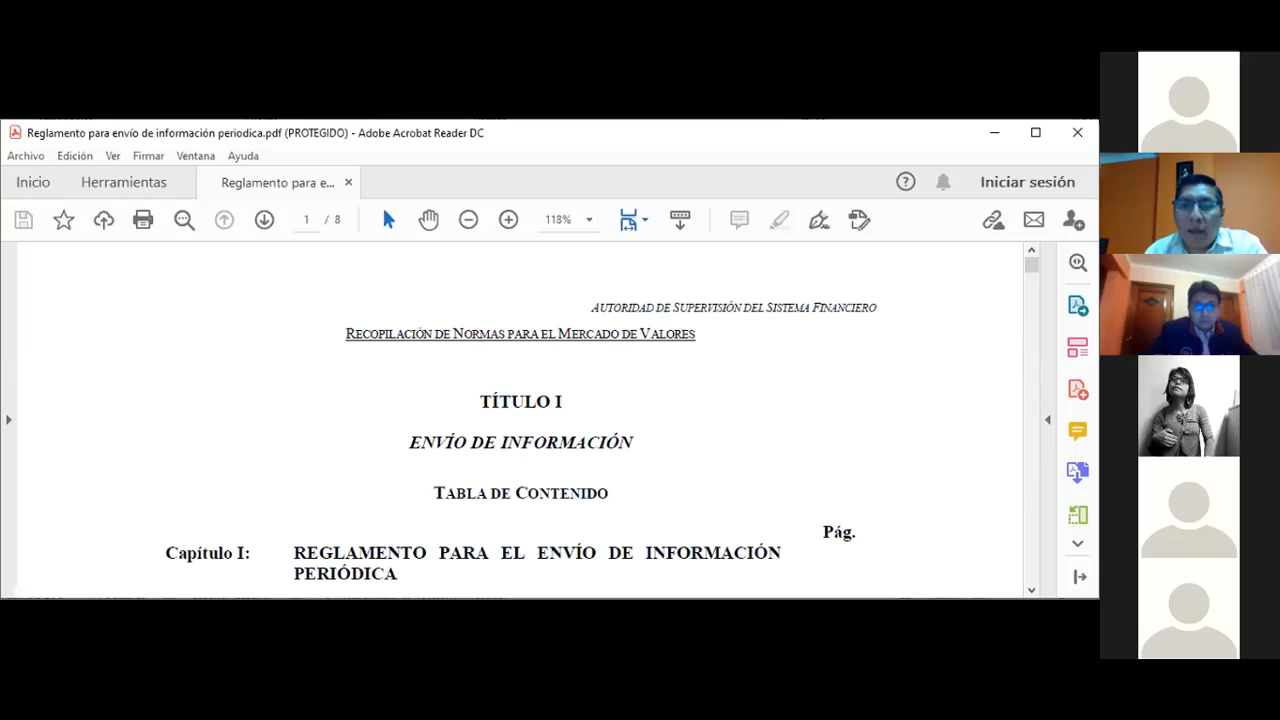 Reglamento para envío de información periodica.pdf (PROTEGIDO) - Adobe Acrobat Reader DC
Archivo Edición Ver Firmar Ventana Ayuda
Inicio Herramientas Reglamento para e... Iniciar sesión
1 / 8 118%
AUTORIDAD DE SUPERVISIÓN DEL SISTEMA FINANCIERO
RECOPILACIÓN DE NORMAS PARA EL MERCADO DE VALORES
TÍTULO I
ENVÍO DE INFORMACIÓN
TABLA DE CONTENIDO
Pág.
Capítulo I: REGLAMENTO PARA EL ENVÍO DE INFORMACIÓN
PERIÓDICA